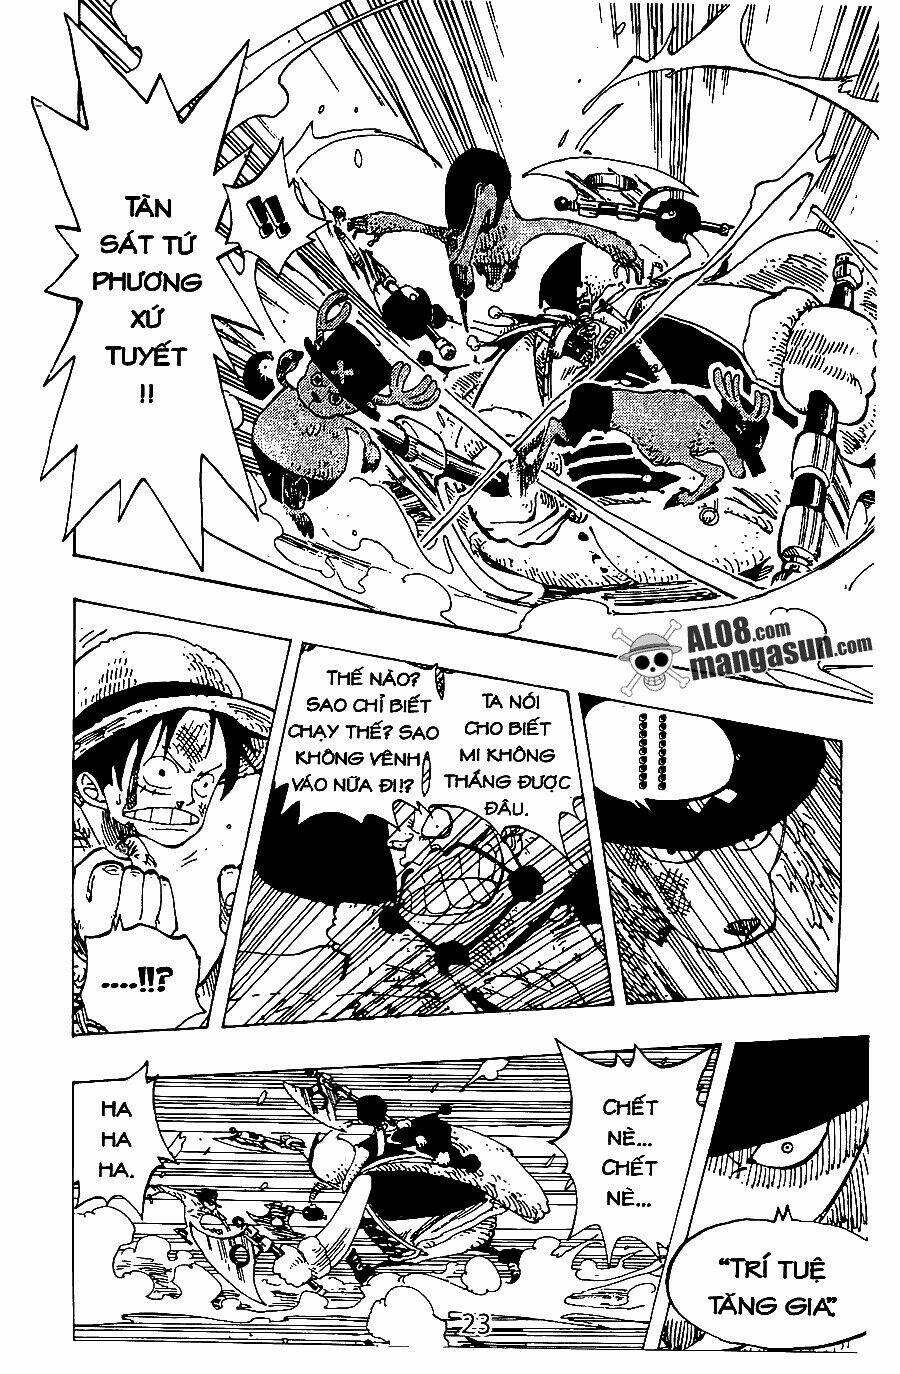 TÀN
SÁT TỨ
PHƯƠNG
XỨ
TUYẾT
!!
!!
AL08.com
mangasun.com
....!!?
THẾ NÀO?
SAO CHỈ BIẾT
CHẠY THẾ? SAO
KHÔNG VÊNH
VÁO NỮA ĐI!?
TA NÓI
CHO BIẾT
MI KHÔNG
THẮNG ĐƯỢC
ĐÂU.
HA
HA
HA.
CHẾT
NÈ...
CHẾT
NÈ...
"TRÍ TUỆ
TĂNG GIA".
23